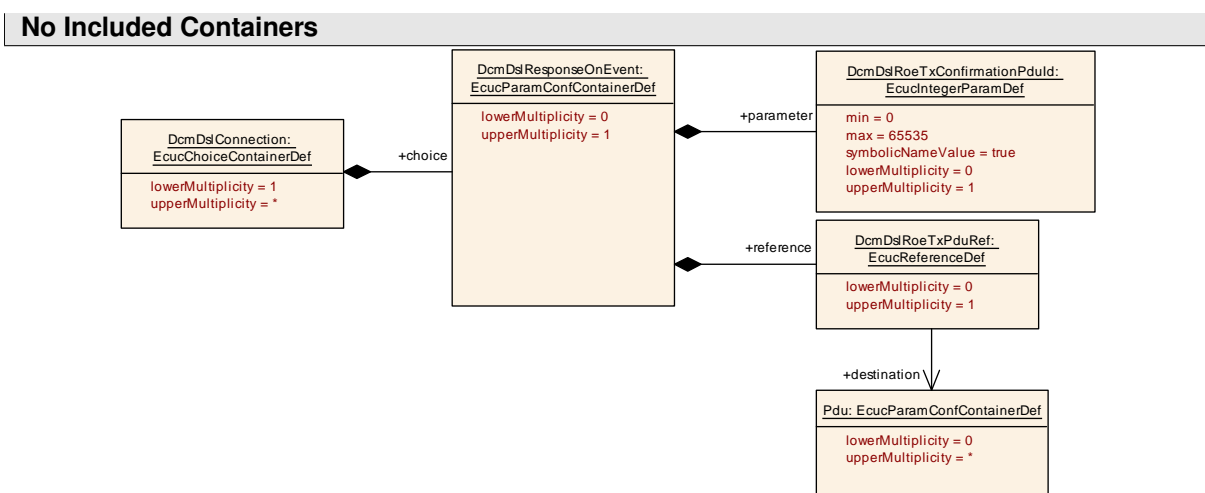 No Included Containers
DcmDslConnection:
EcucChoiceContainerDef
lowerMultiplicity = 1
upperMultiplicity = *
+choice
DcmDslResponseOnEvent:
EcucParamConfContainerDef
lowerMultiplicity = 0
upperMultiplicity = 1
+parameter
DcmDslRoeTxConfirmationPduId:
EcucIntegerParamDef
min = 0
max = 65535
symbolicNameValue = true
lowerMultiplicity = 0
upperMultiplicity = 1
+reference
DcmDslRoeTxPduRef:
EcucReferenceDef
lowerMultiplicity = 0
upperMultiplicity = 1
+destination
Pdu: EcucParamConfContainerDef
lowerMultiplicity = 0
upperMultiplicity = *